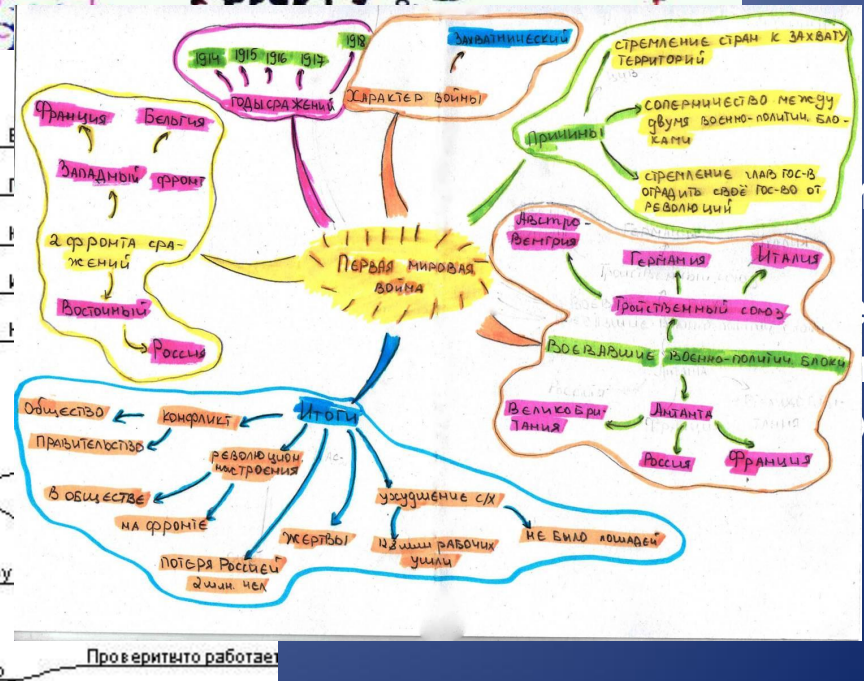 1914
1915
1916
1917
1918
ГОДЫ СРАЖЕНИЙ
ЗАХВАТНИЧЕСКИЙ
ХАРАКТЕР ВОЙНЫ
СТРЕМЛЕНИЕ СТРАН К ЗАХВАТУ
ТЕРРИТОРИЙ
СОПЕРНИЧЕСТВО МЕЖДУ
ДВУМЯ ВОЕННО-ПОЛИТИЧ. БЛО-
КАМИ
СТРЕМЛЕНИЕ ГЛАВ ГОС-В
ОГРАДИТЬ СВОЁ ГОС-ВО ОТ
РЕВОЛЮЦИЙ
ПРИЧИНЫ
ФРАНЦИЯ
БЕЛЬГИЯ
ЗАПАДНЫЙ ФРОНТ
2 ФРОНТА СРА-
ЖЕНИЙ
ВОСТОЧНЫЙ
РОССИЯ
ПЕРВАЯ МИРОВАЯ
ВОЙНА
АВСТРО-
ВЕНГРИЯ
ГЕРМАНИЯ
ИТАЛИЯ
ТРОЙСТВЕННЫЙ СОЮЗ
ВОЕВАВШИЕ ВОЕННО-ПОЛИТИЧ. БЛОКИ
ВЕЛИКОБРИ-
ТАНИЯ
АНТАНТА
РОССИЯ
ФРАНЦИЯ
ИТОГИ
ОБЩЕСТВО
КОНФЛИКТ
ПРАВИТЕЛЬСТВО
РЕВОЛЮЦИОН.
НАСТРОЕНИЯ
В ОБЩЕСТВЕ
НА ФРОНТЕ
ПОТЕРЯ РОССИЕЙ
2 МЛН. ЧЕЛ
ЖЕРТВЫ
УХУДШЕНИЕ С/Х
РАБОЧИХ
УШЛИ
НЕ БЫЛО ЛОШАДЕЙ
Проверитьчто работает